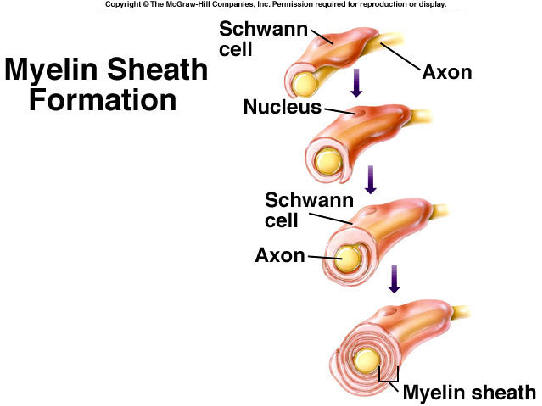 Copyright © The McGraw-Hill Companies, Inc. Permission required for reproduction or display.
Myelin Sheath
Formation
Schwann
cell
Axon
Nucleus
Schwann
cell
Axon
Myelin sheath